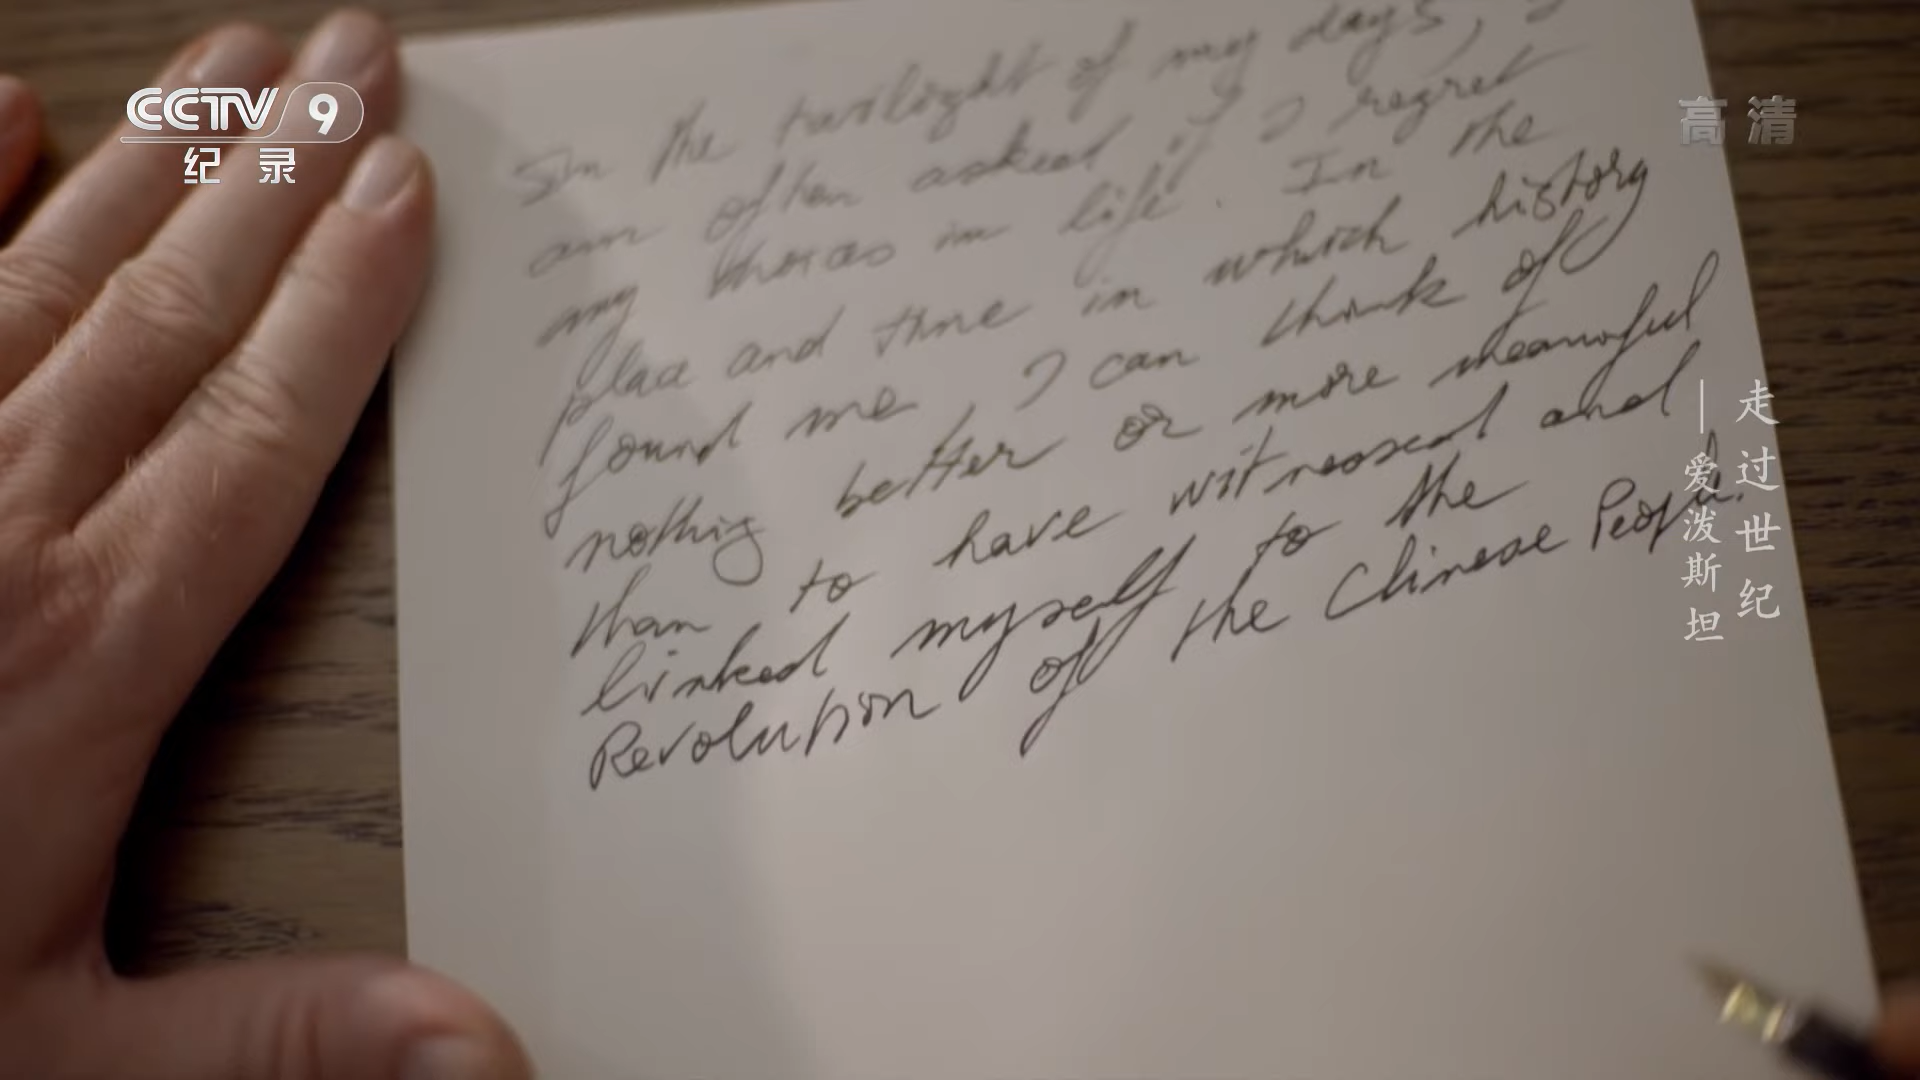 CCTV 9
纪录
高清
In the twilight of my days, I
am often asked if I regret
any choices in life. In the
place and time in which history
found me, I can think of
nothing better or more meaningful
than to have witnessed and
linked myself to the
Revolution of the Chinese People.
走过世纪
—爱泼斯坦